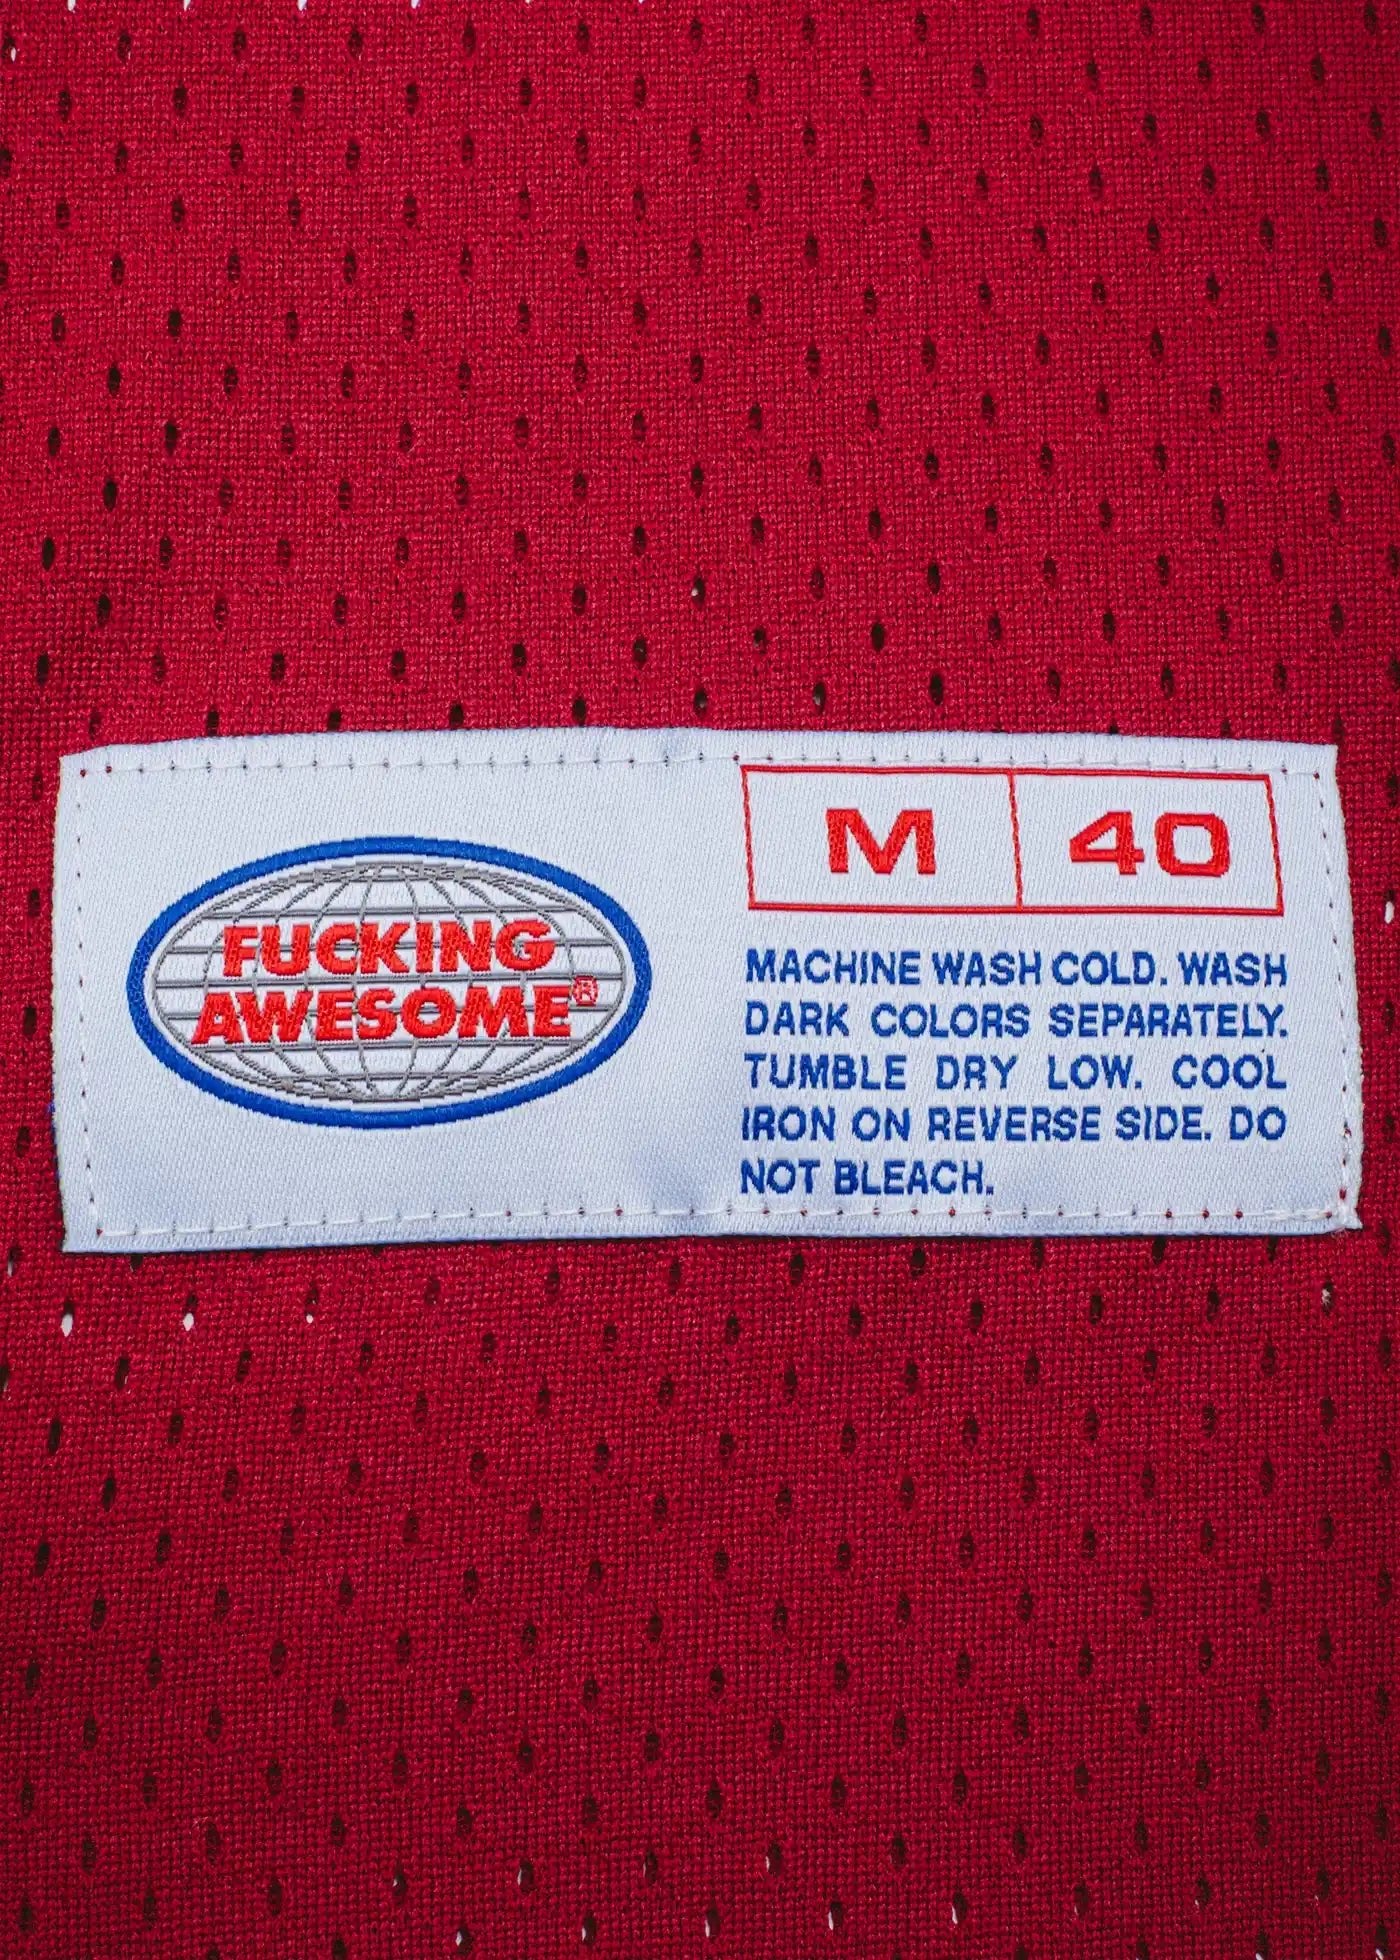 FUCKING
AWESOME®
M 40
MACHINE WASH COLD. WASH
DARK COLORS SEPARATELY.
TUMBLE DRY LOW. COOL
IRON ON REVERSE SIDE. DO
NOT BLEACH.